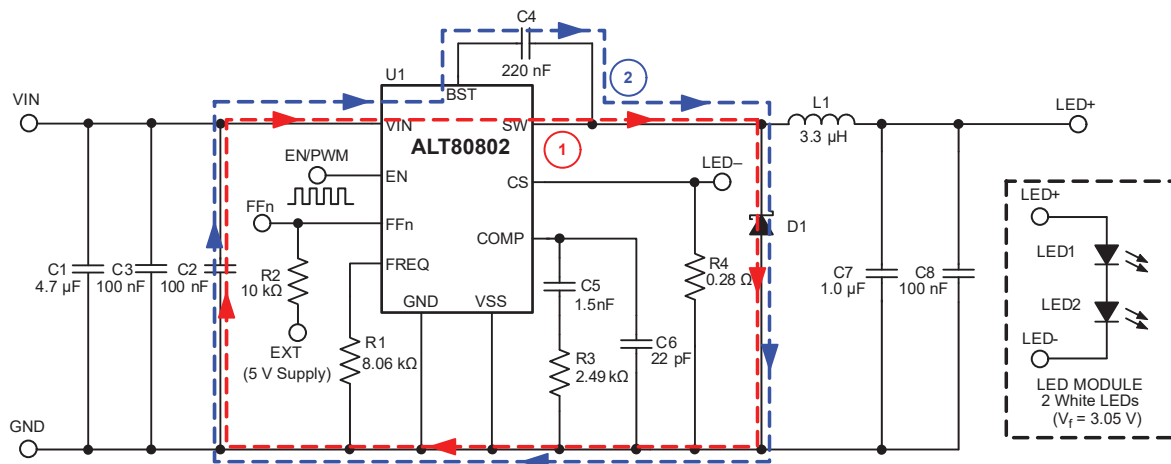 C4
220 nF
2
U1
BST
VIN
VIN
SW
ALT80802
1
L1
3.3 µH
LED+
EN/PWM
EN
CS
LED–
FFn
FFn
COMP
D1
FREQ
C1
4.7 µF
C3
100 nF
C2
100 nF
R2
10 kΩ
EXT
(5 V Supply)
R1
8.06 kΩ
GND
VSS
C5
1.5nF
R3
2.49 kΩ
C6
22 pF
R4
0.28 Ω
C7
1.0 µF
C8
100 nF
GND
LED+
LED1
LED2
LED-
LED MODULE
2 White LEDs
(Vf = 3.05 V)